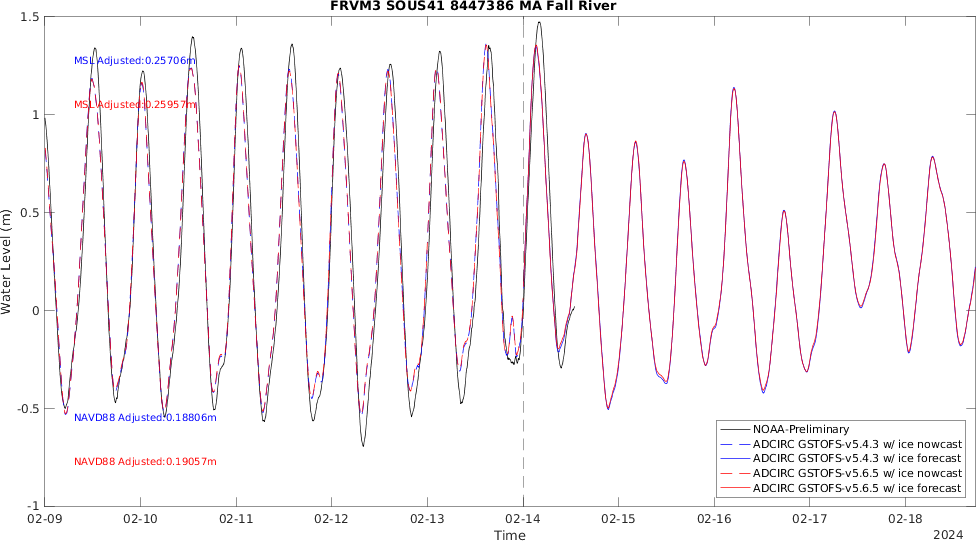 FRVM3 SOUS41 8447386 MA Fall River
1.5
1
0.5
0
-0.5
-1
Water Level (m)
MSL Adjusted:0.25706m
MSL Adjusted:0.25957m
NAVD88 Adjusted:0.18806m
NAVD88 Adjusted:0.19057m
NOAA-Preliminary
ADCIRC GSTOFS-v5.4.3 w/ ice nowcast
ADCIRC GSTOFS-v5.4.3 w/ ice forecast
ADCIRC GSTOFS-v5.6.5 w/ ice nowcast
ADCIRC GSTOFS-v5.6.5 w/ ice forecast
02-09 02-10 02-11 02-12 02-13 02-14 02-15 02-16 02-17 02-18
Time
2024